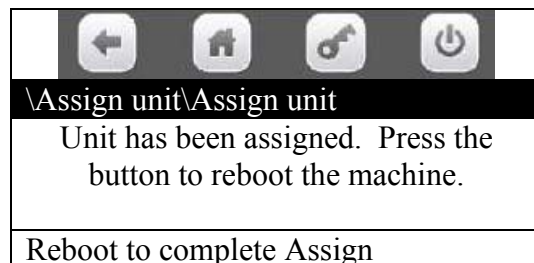 \Assign unit\Assign unit
Unit has been assigned.  Press the
button to reboot the machine.
Reboot to complete Assign